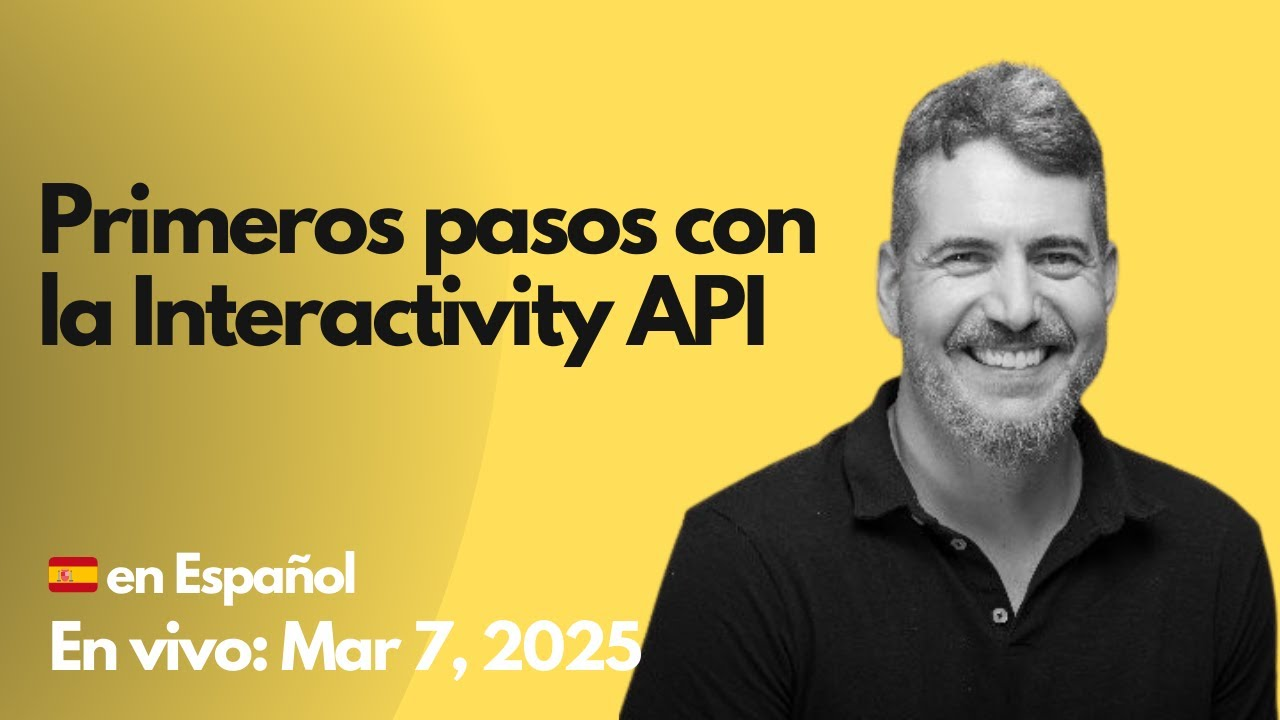 Primeros pasos con
la Interactivity API
en Español
En vivo: Mar 7, 2025